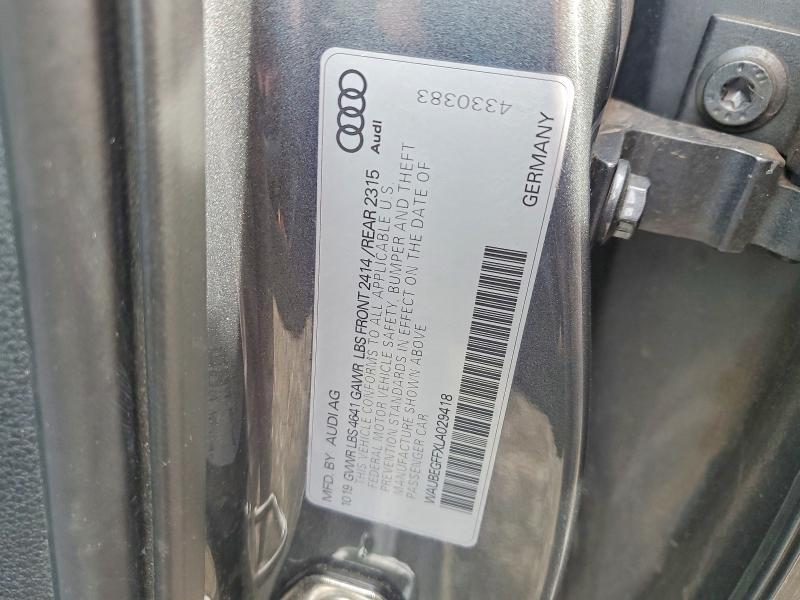 MFD. BY AUDI AG
10 19 GVWR LBS 4641 GAWR LBS FRONT 2414 / REAR 2315
THIS VEHICLE CONFORMS TO ALL APPLICABLE U.S.
FEDERAL MOTOR VEHICLE SAFETY, BUMPER AND THEFT
PREVENTION STANDARDS IN EFFECT ON THE DATE OF
MANUFACTURE SHOWN ABOVE
PASSENGER CAR
WAUBEGFFXLA029418
Audi
4330383
GERMANY